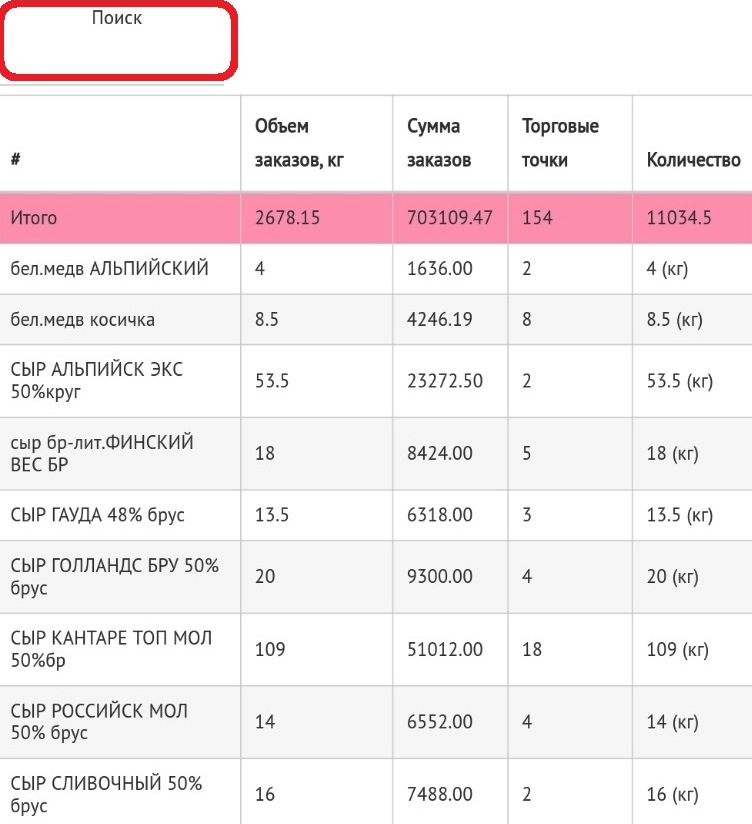 Поиск
# Объем заказов, кг Сумма заказов Торговые точки Количество
Итого 2678.15 703109.47 154 11034.5
бел.медв АЛЬПИЙСКИЙ 4 1636.00 2 4 (кг)
бел.медв косичка 8.5 4246.19 8 8.5 (кг)
СЫР АЛЬПИЙСК ЭКС
50%круг 53.5 23272.50 2 53.5 (кг)
сыр бр-лит.ФИНСКИЙ
ВЕС БР 18 8424.00 5 18 (кг)
СЫР ГАУДА 48% брус 13.5 6318.00 3 13.5 (кг)
СЫР ГОЛЛАНДС БРУ 50%
брус 20 9300.00 4 20 (кг)
СЫР КАНТАРЕ ТОП МОЛ
50%бр 109 51012.00 18 109 (кг)
СЫР РОССИЙСК МОЛ
50% брус 14 6552.00 4 14 (кг)
СЫР СЛИВОЧНЫЙ 50%
брус 16 7488.00 2 16 (кг)